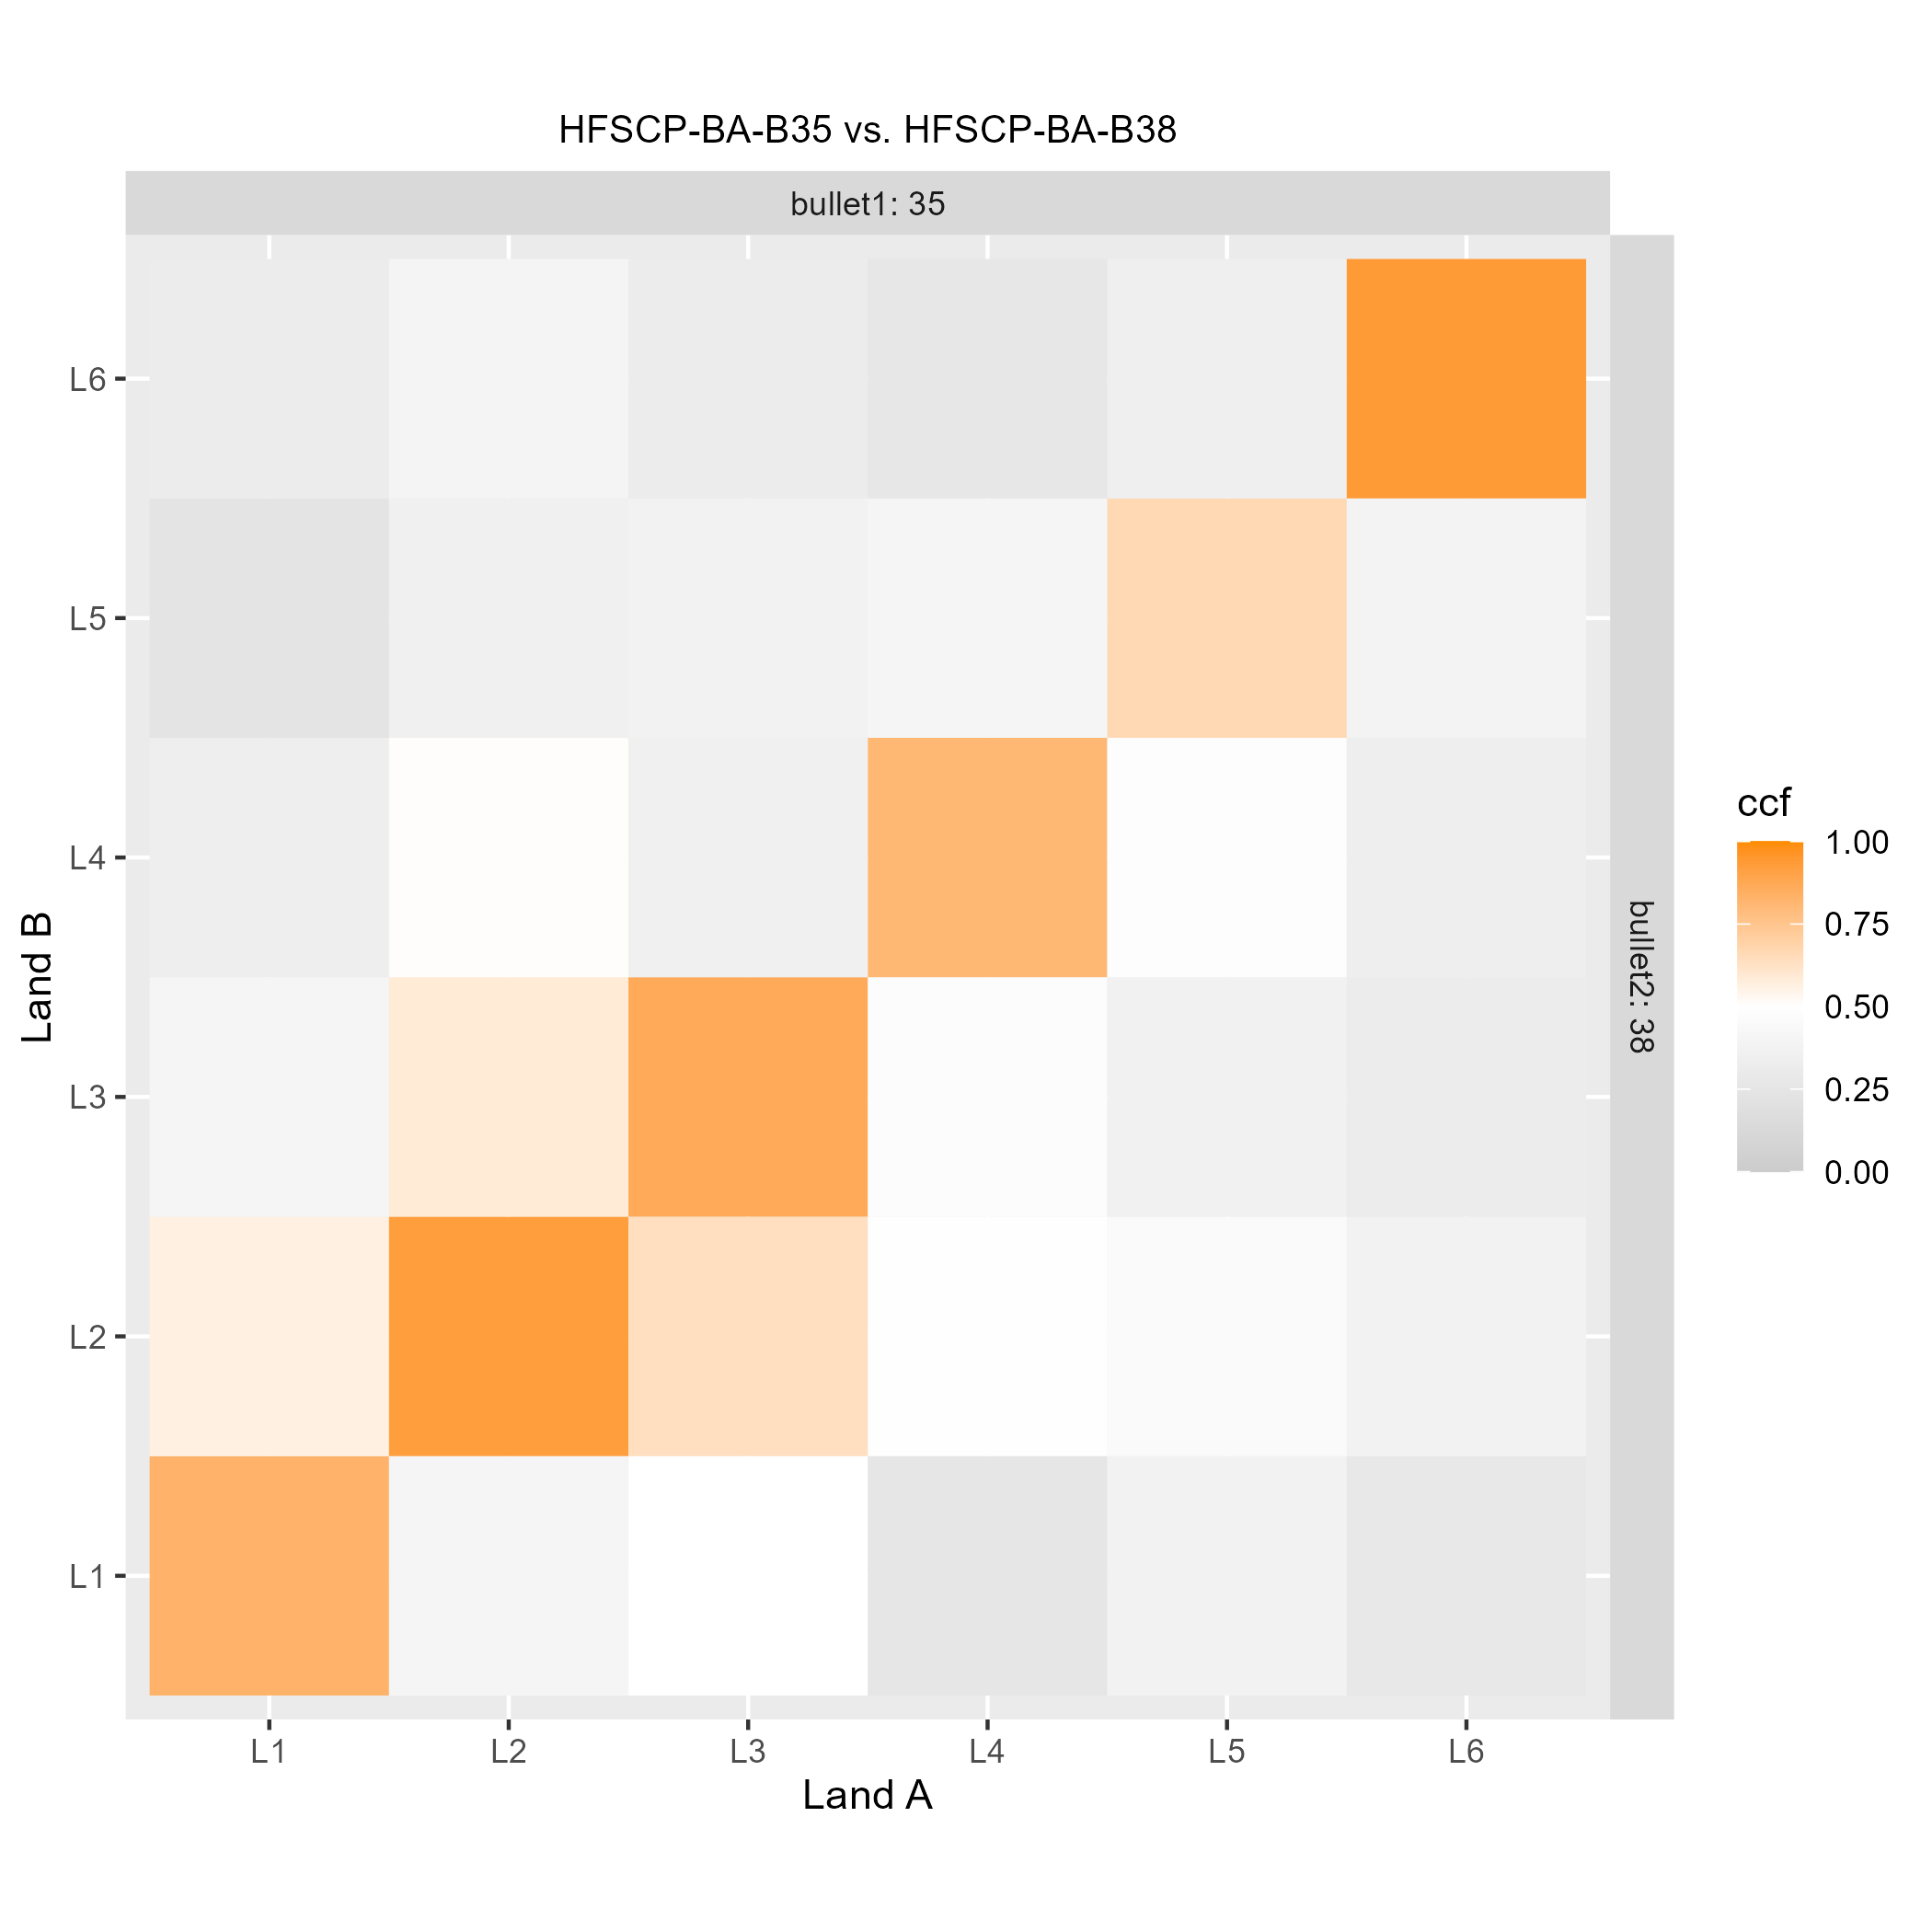 HFSCP-BA-B35 vs. HFSCP-BA-B38
bullet1: 35
bullet2: 38
L6
L5
L4
L3
L2
L1
Land B
L1 L2 L3 L4 L5 L6
Land A
ccf
1.00
0.75
0.50
0.25
0.00